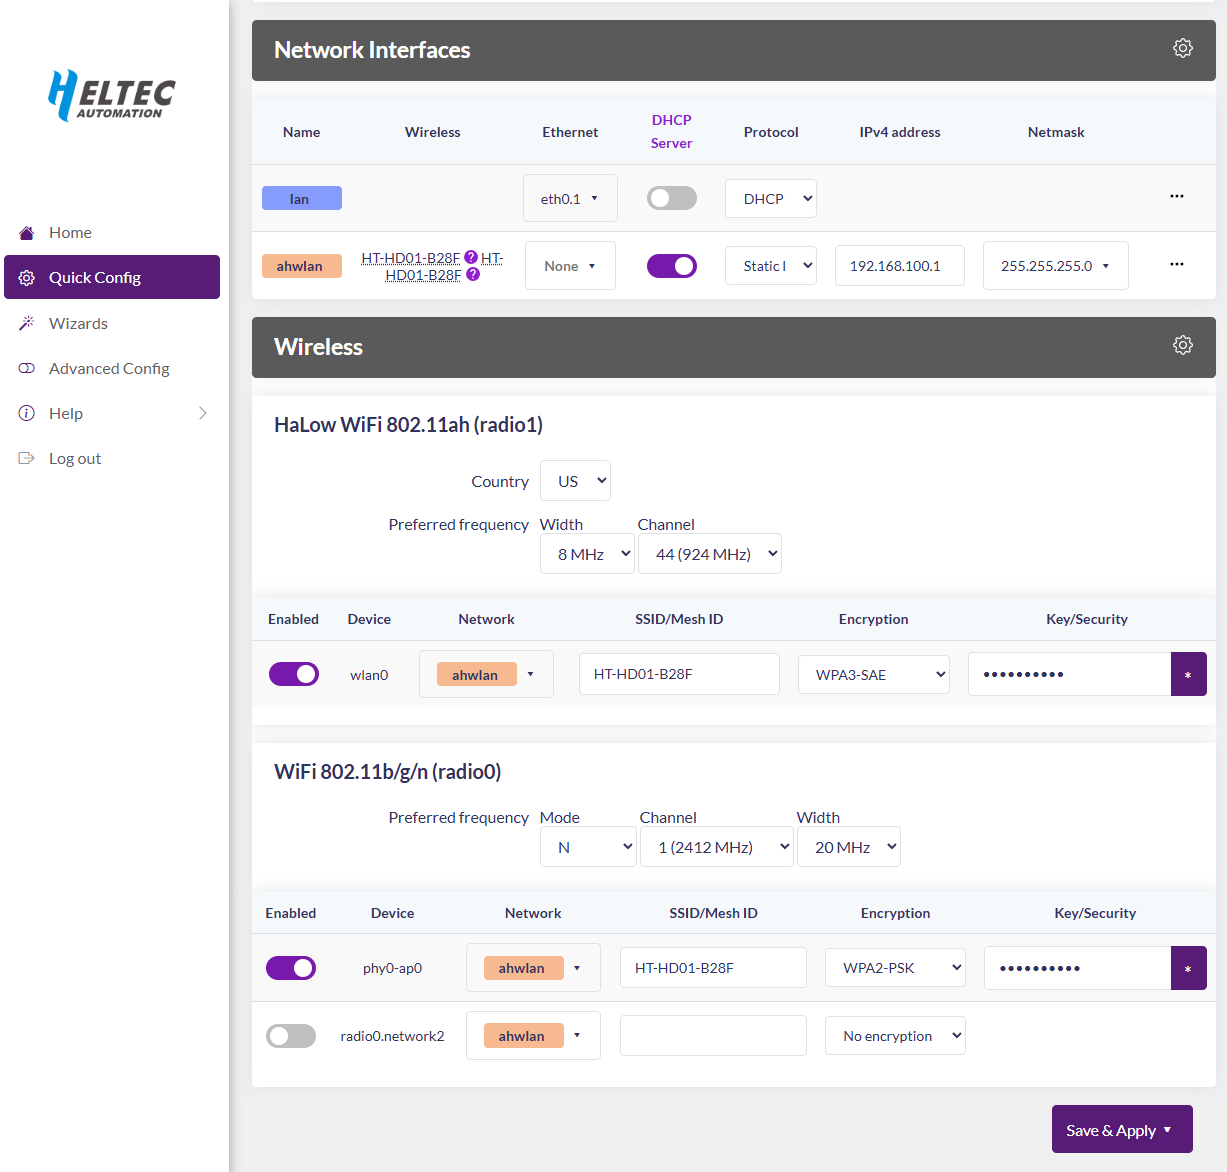 HELTEC
AUTOMATION
Home
Quick Config
Wizards
Advanced Config
Help
Log out
Network Interfaces
Name Wireless Ethernet DHCP Server Protocol IPv4 address Netmask
lan eth0.1 DHCP
ahwlan HT-HD01-B28F ? HT-HD01-B28F ? None Static I 192.168.100.1 255.255.255.0
Wireless
HaLow WiFi 802.11ah (radio1)
Country US
Preferred frequency Width Channel
8 MHz 44 (924 MHz)
Enabled Device Network SSID/Mesh ID Encryption Key/Security
wlan0 ahwlan HT-HD01-B28F WPA3-SAE •••••••••• *
WiFi 802.11b/g/n (radio0)
Preferred frequency Mode Channel Width
N 1 (2412 MHz) 20 MHz
Enabled Device Network SSID/Mesh ID Encryption Key/Security
phy0-ap0 ahwlan HT-HD01-B28F WPA2-PSK •••••••••• *
radio0.network2 ahwlan No encryption
Save & Apply